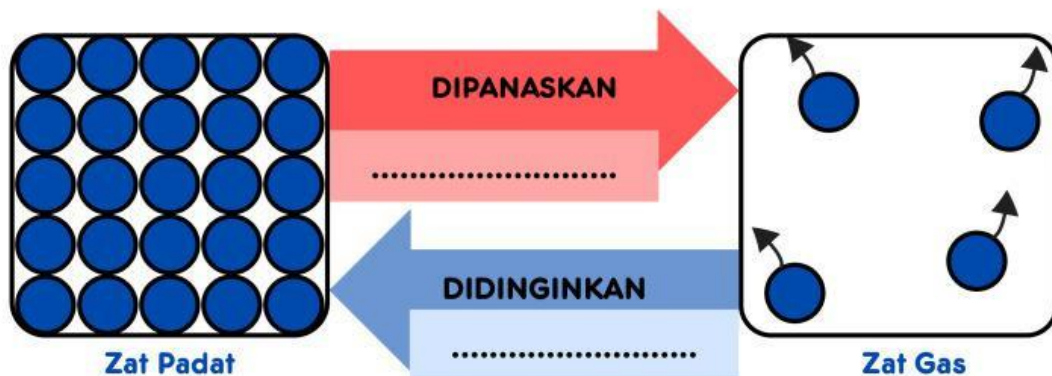 DIPANASKAN
..........................
DIDINGINKAN
..........................
Zat Padat
Zat Gas